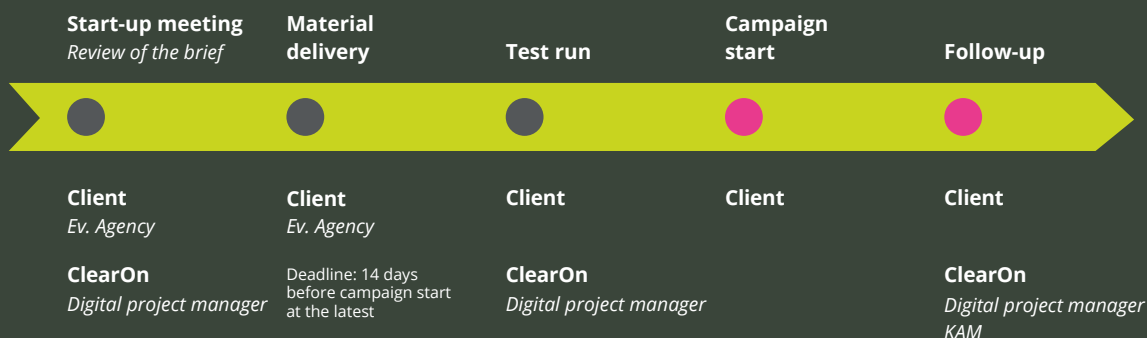 Start-up meeting
Review of the brief
Material
delivery
Test run
Campaign
start
Follow-up
Client
Ev. Agency
ClearOn
Digital project manager
Client
Ev. Agency
Deadline: 14 days
before campaign start
at the latest
Client
ClearOn
Digital project manager
Client
Client
ClearOn
Digital project manager
KAM